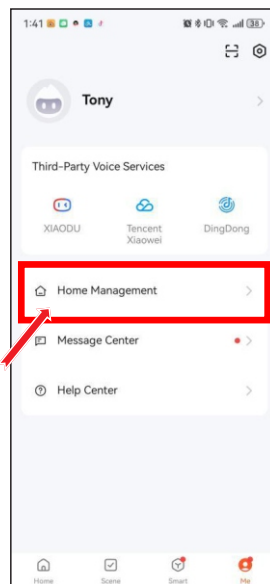 1:41
38
Tony
Third-Party Voice Services
XIAODU
Tencent
Xiaowei
DingDong
Home Management
Message Center
Help Center
Home
Scene
Smart
Me